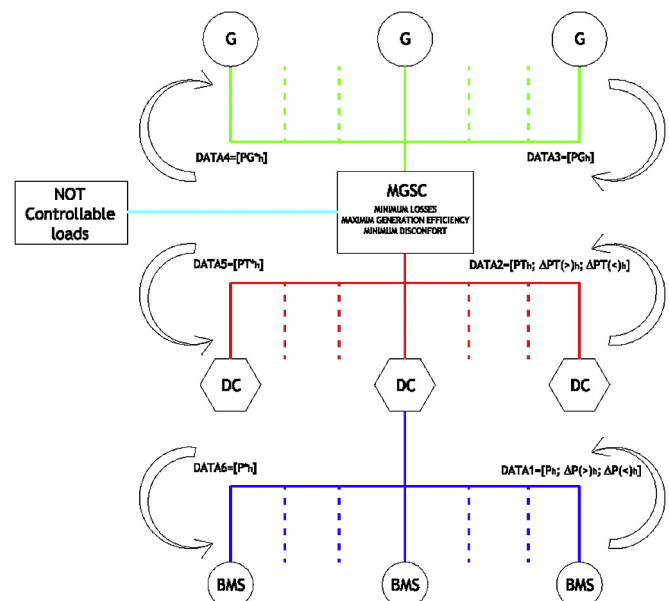 G
G
G
DATA4=[PG*h]
DATA3=[PGh]
NOT
Controllable
loads
MGSC
MINIMUM LOSSES
MAXIMIM GENERATION EFFICIENCY
MINIMUM DISCONFORT
DATA5=[PT*h]
DATA2=[PTh; ΔPT(>)h; ΔPT(<)h]
DC
DC
DC
DATA6=[P*h]
DATA1=[Ph; ΔP(>)h; ΔP(<)h]
BMS
BMS
BMS